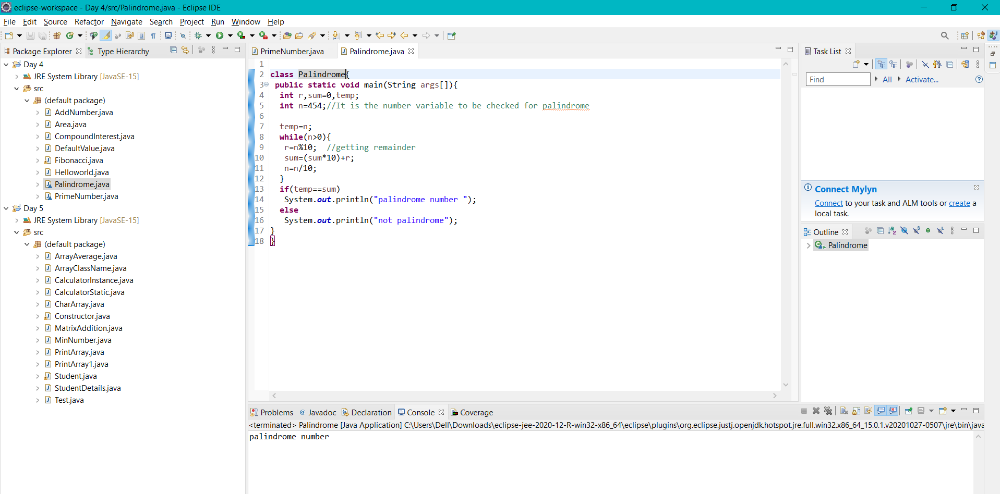 eclipse-workspace - Day 4/src/Palindrome.java - Eclipse IDE
File Edit Source Refactor Navigate Search Project Run Window Help
Package Explorer Type Hierarchy
Day 4
JRE System Library [JavaSE-15]
src
(default package)
AddNumber.java
Area.java
CompoundInterest.java
DefaultValue.java
Fibonacci.java
Helloworld.java
Palindrome.java
PrimeNumber.java
Day 5
JRE System Library [JavaSE-15]
src
(default package)
ArrayAverage.java
ArrayClassName.java
CalculatorInstance.java
CalculatorStatic.java
CharArray.java
Constructor.java
MatrixAddition.java
MinNumber.java
PrintArray.java
PrintArray1.java
Student.java
StudentDetails.java
Test.java
PrimeNumber.java Palindrome.java
1
2 class Palindrome{
3 public static void main(String args[]){
4 int r,sum=0,temp;
5 int n=454;//It is the number variable to be checked for palindrome
6
7 temp=n;
8 while(n>0){
9 r=n%10;  //getting remainder
10 sum=(sum*10)+r;
11 n=n/10;
12 }
13 if(temp==sum)
14 System.out.println("palindrome number ");
15 else
16 System.out.println("not palindrome");
17 }
18 }
Task List
Find All Activate...
Connect Mylyn
Connect to your task and ALM tools or create a
local task.
Outline
Palindrome
Problems @ Javadoc Declaration Console Coverage
<terminated> Palindrome [Java Application] C:\Users\Dell\Downloads\eclipse-jee-2020-12-R-win32-x86_64\eclipse\plugins\org.eclipse.justj.openjdk.hotspot.jre.full.win32.x86_64_15.0.1.v20201027-0507\jre\bin\java
palindrome number